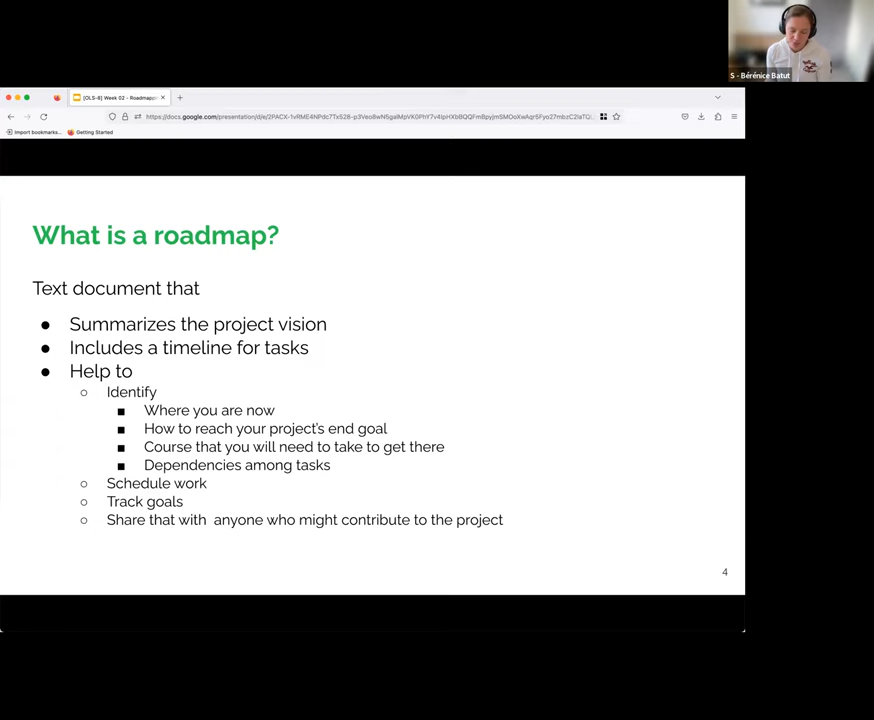 S - Bérénice Batut
[OLS-8] Week 02 - Roadmappin
Import bookmarks... Getting Started
What is a roadmap?
Text document that
● Summarizes the project vision
● Includes a timeline for tasks
● Help to
○ Identify
■ Where you are now
■ How to reach your project's end goal
■ Course that you will need to take to get there
■ Dependencies among tasks
○ Schedule work
○ Track goals
○ Share that with anyone who might contribute to the project
4